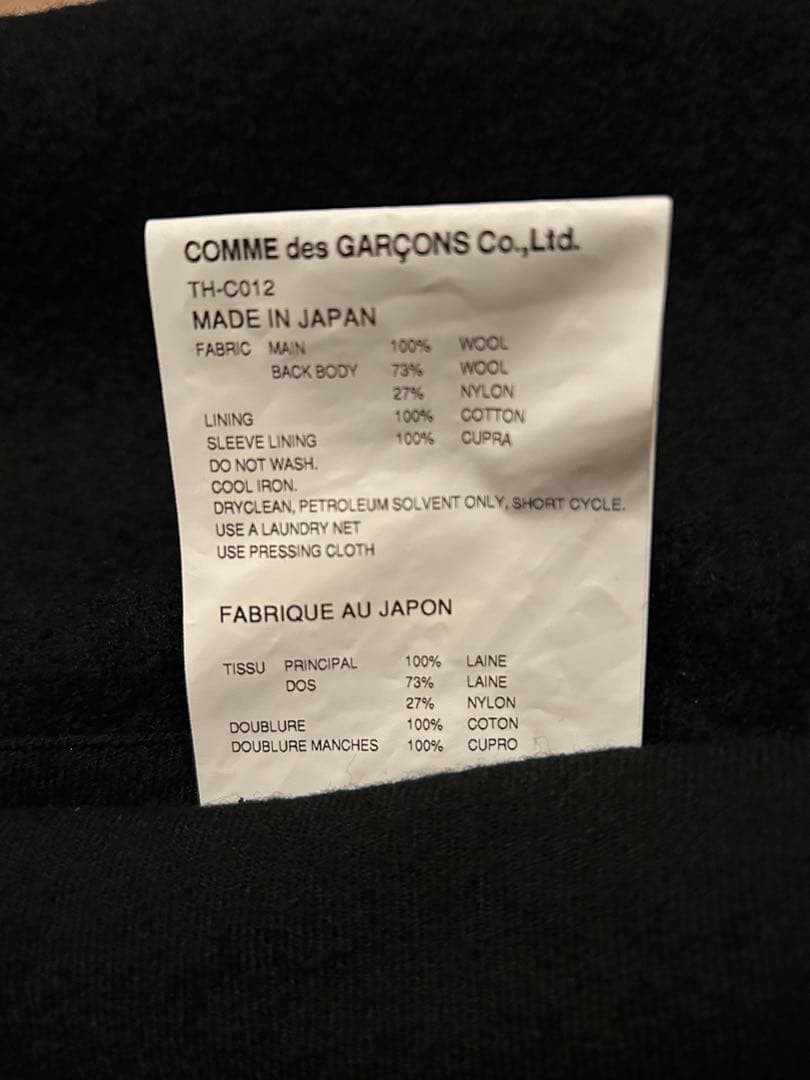 COMME des GARÇONS Co.,Ltd.
TH-C012
MADE IN JAPAN
FABRIC MAIN 100% WOOL
BACK BODY 73% WOOL
27% NYLON
LINING 100% COTTON
SLEEVE LINING 100% CUPRA
DO NOT WASH.
COOL IRON.
DRYCLEAN, PETROLEUM SOLVENT ONLY, SHORT CYCLE.
USE A LAUNDRY NET
USE PRESSING CLOTH
FABRIQUE AU JAPON
TISSU PRINCIPAL 100% LAINE
DOS 73% LAINE
27% NYLON
DOUBLURE 100% COTON
DOUBLURE MANCHES 100% CUPRO